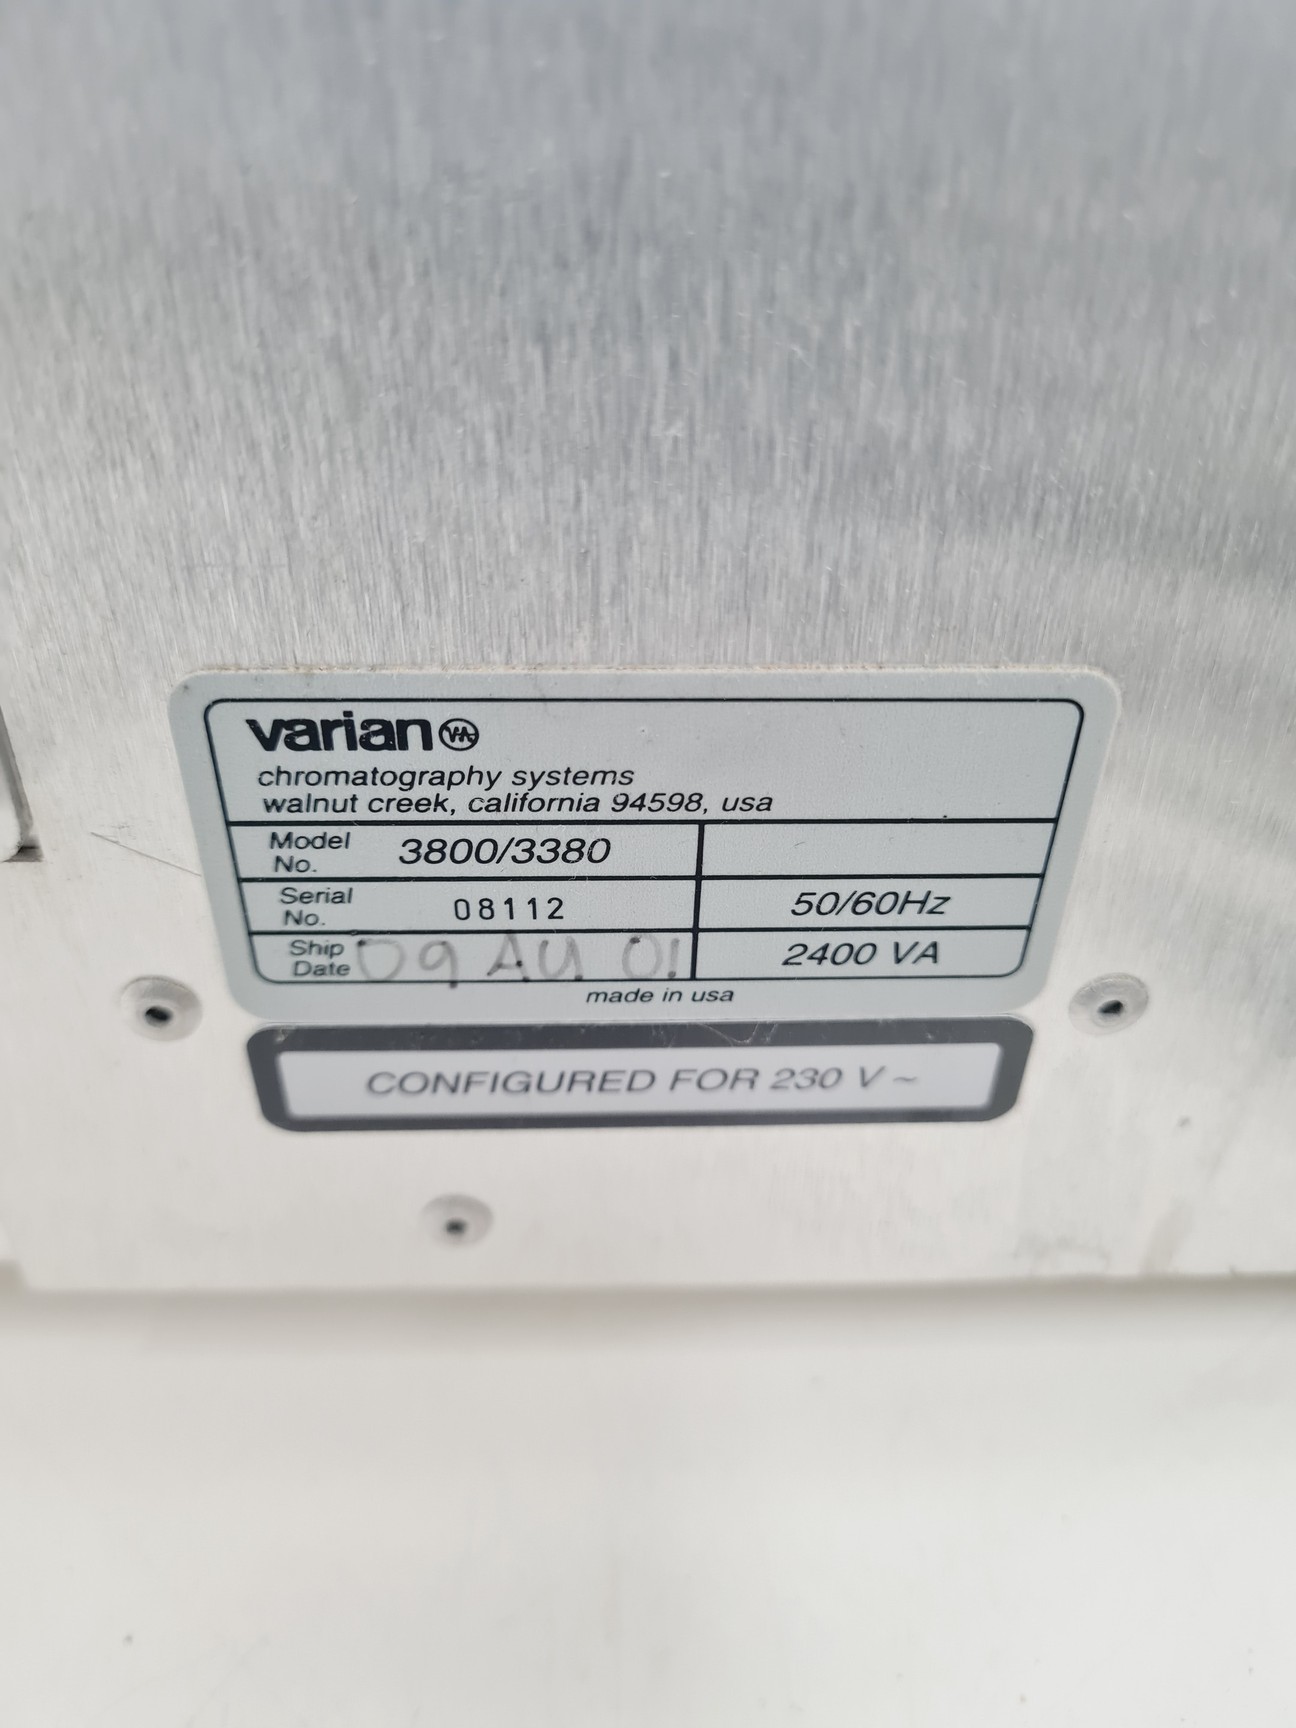 varian VA
chromatography systems
walnut creek, california 94598, usa
Model No. 3800/3380
Serial No. 08112 50/60Hz
Ship Date 09 AU 01 2400 VA
made in usa
CONFIGURED FOR 230 V ~